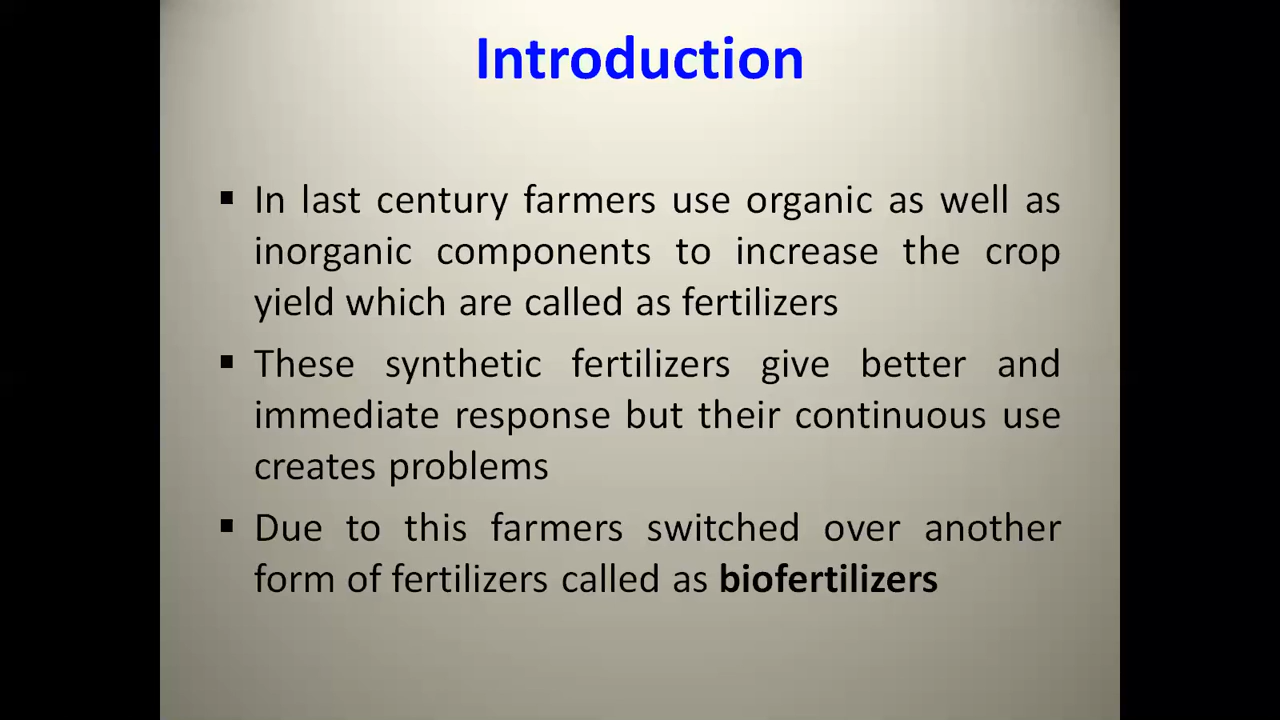 Introduction
▪ In last century farmers use organic as well as
inorganic components to increase the crop
yield which are called as fertilizers
▪ These synthetic fertilizers give better and
immediate response but their continuous use
creates problems
▪ Due to this farmers switched over another
form of fertilizers called as biofertilizers